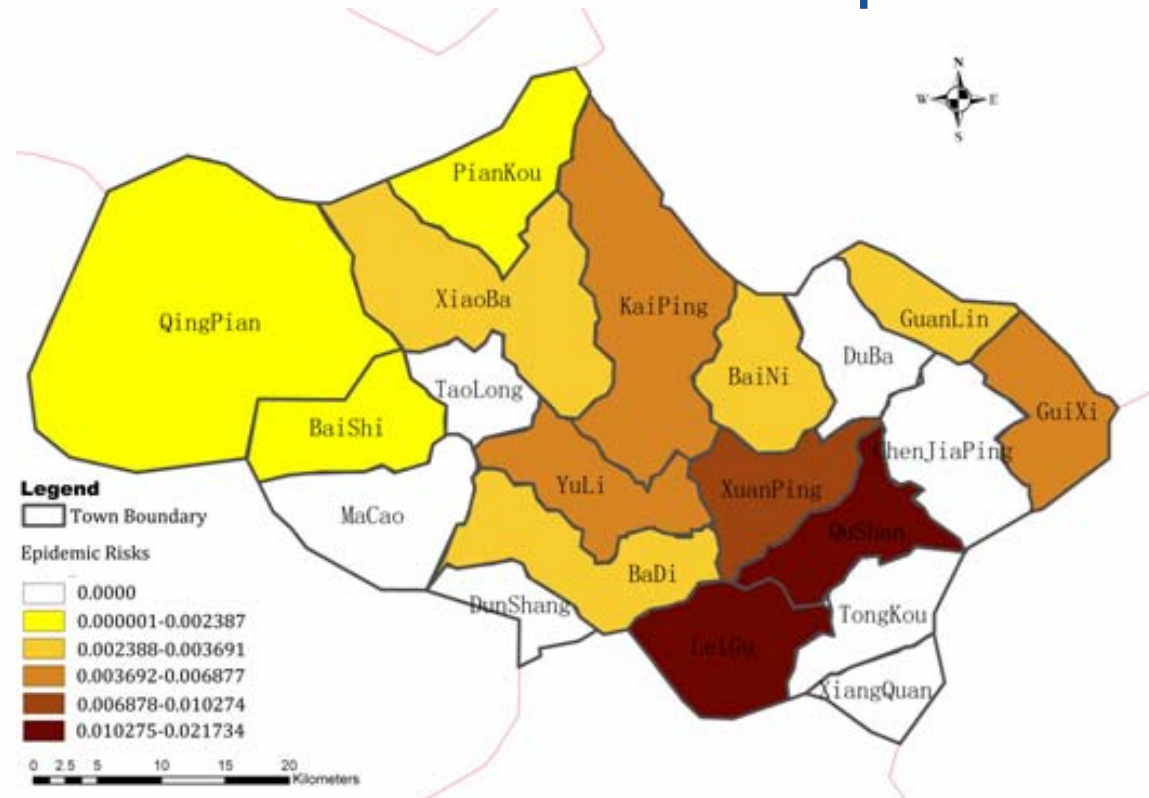 N
W E
S
PianKou
XiaoBa
KaiPing
QingPian
GuanLin
DuBa
BaiNi
TaoLong
GuiXi
BaiShi
ChenJiaPing
YuLi
XuanPing
MaCao
QuShan
BaDi
DunShang
TongKou
LeiGu
XiangQuan
Legend
Town Boundary
Epidemic Risks
0.0000
0.000001-0.002387
0.002388-0.003691
0.003692-0.006877
0.006878-0.010274
0.010275-0.021734
0 2.5 5 10 15 20
Kilometers